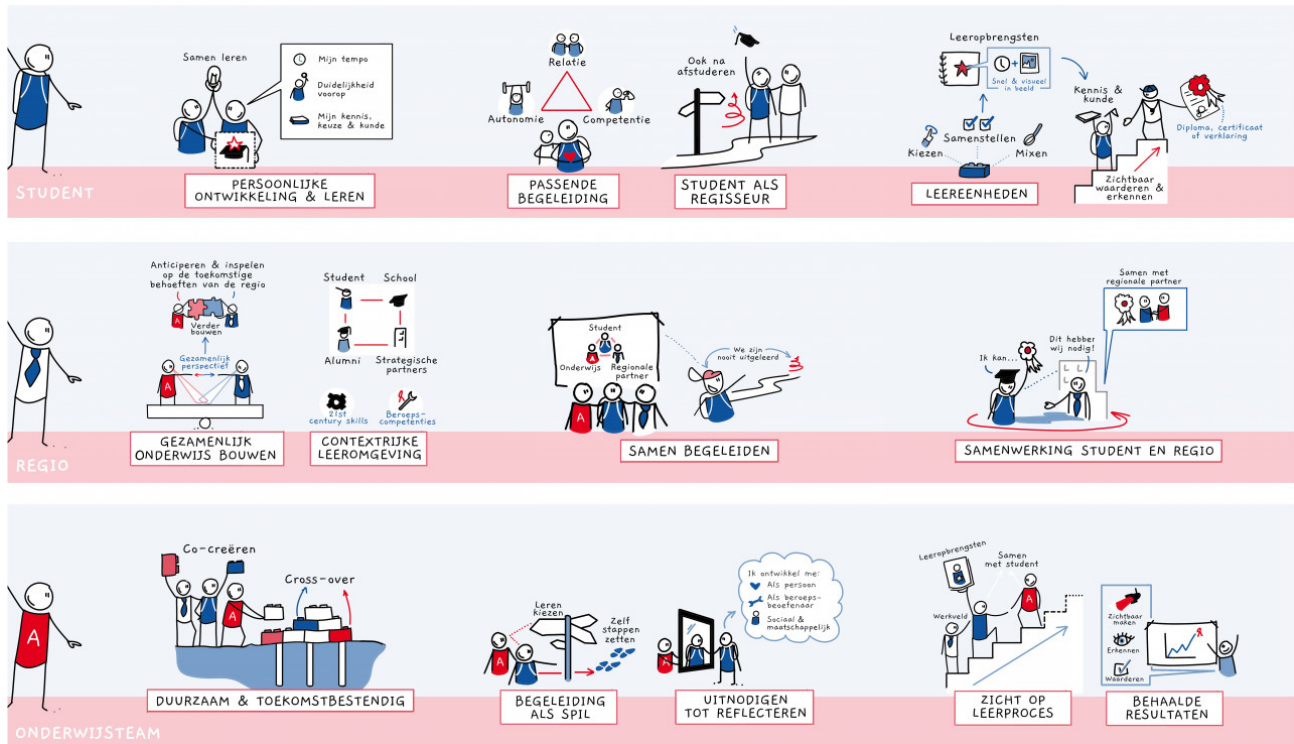 Samen leren
Mijn tempo
Duidelijkheid
voorop
Mijn kennis,
keuze & kunde
STUDENT
PERSOONLIJKE
ONTWIKKELING & LEREN
Relatie
Autonomie
Competentie
PASSENDE
BEGELEIDING
Ook na
afstuderen
STUDENT ALS
REGISSEUR
Leeropbrengsten
+
Snel & visueel
in beeld
Samenstellen
Kiezen
Mixen
LEEREENHEDEN
Kennis &
kunde
Diploma, certificaat
of verklaring
Zichtbaar
waarderen &
erkennen
Anticiperen & inspelen
op de toekomstige
behoeften van de regio
A
Verder
bouwen
Gezamenlijk
perspectief
A
REGIO
GEZAMENLIJK
ONDERWIJS BOUWEN
Student
School
Alumni
Strategische
partners
21st
century skills
Beroeps-
competenties
CONTEXTRIJKE
LEEROMGEVING
Student
Onderwijs
Regionale
partner
A
We zijn
nooit uitgeleerd
SAMEN BEGELEIDEN
Samen met
regionale partner
Ik kan...
Dit hebber
wij nodig!
SAMENWERKING STUDENT EN REGIO
A
ONDERWIJSTEAM
Co-creëren
A
Cross-over
DUURZAAM & TOEKOMSTBESTENDIG
Leren
kiezen
A
Zelf
stappen
zetten
BEGELEIDING
ALS SPIL
A
Ik ontwikkel me:
Als persoon
Als beroeps-
beoefenaar
Sociaal &
maatschappelijk
UITNODIGEN
TOT REFLECTEREN
Leeropbrengsten
Samen
met student
A
Werkveld
ZICHT OP
LEERPROCES
Zichtbaar
maken
Erkennen
Waarderen
BEHAALDE
RESULTATEN